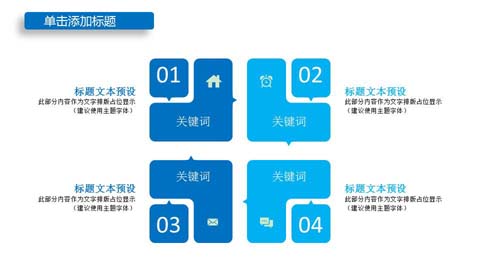 单击添加标题
01
02
标题文本预设
此部分内容作为文字排版占位显示
（建议使用主题字体）
关键词
关键词
标题文本预设
此部分内容作为文字排版占位显示
（建议使用主题字体）
标题文本预设
此部分内容作为文字排版占位显示
（建议使用主题字体）
关键词
关键词
标题文本预设
此部分内容作为文字排版占位显示
（建议使用主题字体）
03
04